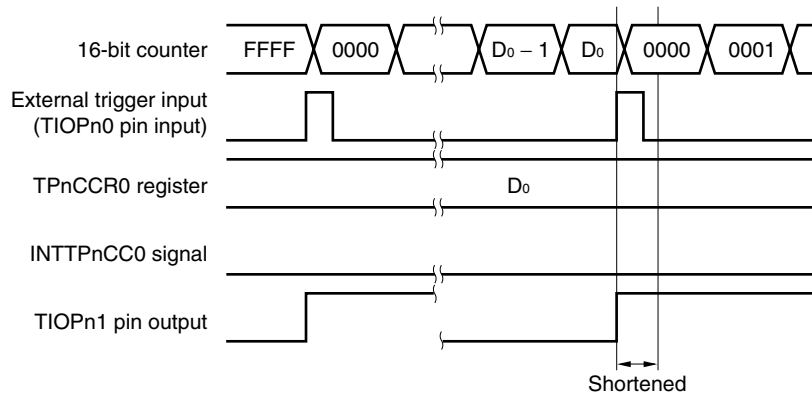 16-bit counter FFFF 0000 D0 − 1 D0 0000 0001
External trigger input
(TIOPn0 pin input)
TPnCCR0 register D0
INTTPnCC0 signal
TIOPn1 pin output
Shortened